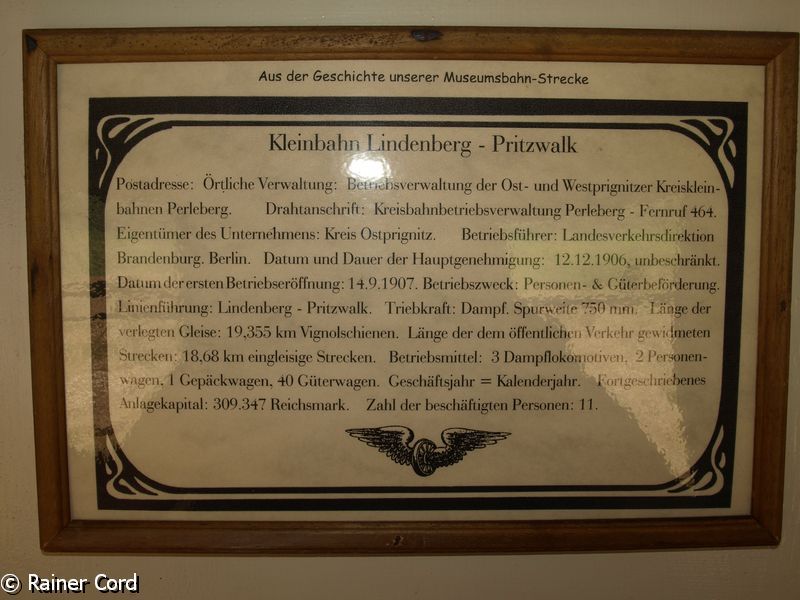 Aus der Geschichte unserer Museumsbahn-Strecke
Kleinbahn Lindenberg - Pritzwalk
Postadresse: Örtliche Verwaltung: Betriebsverwaltung der Ost- und Westprignitzer Kreisklein-
bahnen Perleberg. Drahtanschrift: Kreisbahnbetriebsverwaltung Perleberg - Fernruf 464.
Eigentümer des Unternehmens: Kreis Ostprignitz. Betriebsführer: Landesverkehrsdirektion
Brandenburg. Berlin. Datum und Dauer der Hauptgenehmigung: 12.12.1906, unbeschränkt.
Datum der ersten Betriebseröffnung: 14.9.1907. Betriebszweck: Personen- & Güterbeförderung.
Linienführung: Lindenberg - Pritzwalk. Triebkraft: Dampf. Spurweite 750 mm. Länge der
verlegten Gleise: 19,355 km Vignolschienen. Länge der dem öffentlichen Verkehr gewidmeten
Strecken: 18,68 km eingleisige Strecken. Betriebsmittel: 3 Dampflokomotiven, 2 Personen-
wagen, 1 Gepäckwagen, 40 Güterwagen. Geschäftsjahr = Kalenderjahr. Fortgeschriebenes
Anlagekapital: 309.347 Reichsmark. Zahl der beschäftigten Personen: 11.
© Rainer Cord